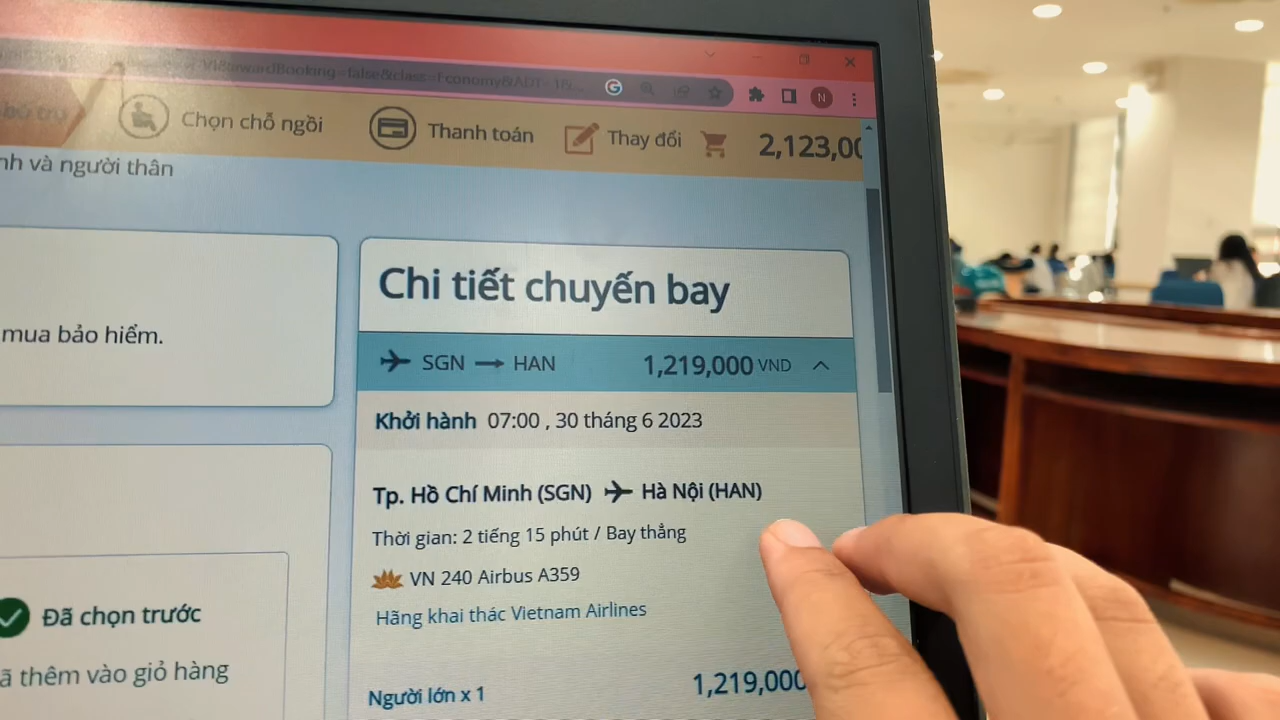 Chọn chỗ ngồi
Thanh toán
Thay đổi
2,123,00
nh và người thân
mua bảo hiểm.
Đã chọn trước
ã thêm vào giỏ hàng
Chi tiết chuyến bay
SGN → HAN 1,219,000 VND
Khởi hành 07:00 , 30 tháng 6 2023
Tp. Hồ Chí Minh (SGN) Hà Nội (HAN)
Thời gian: 2 tiếng 15 phút / Bay thẳng
VN 240 Airbus A359
Hãng khai thác Vietnam Airlines
Người lớn x 1 1,219,000